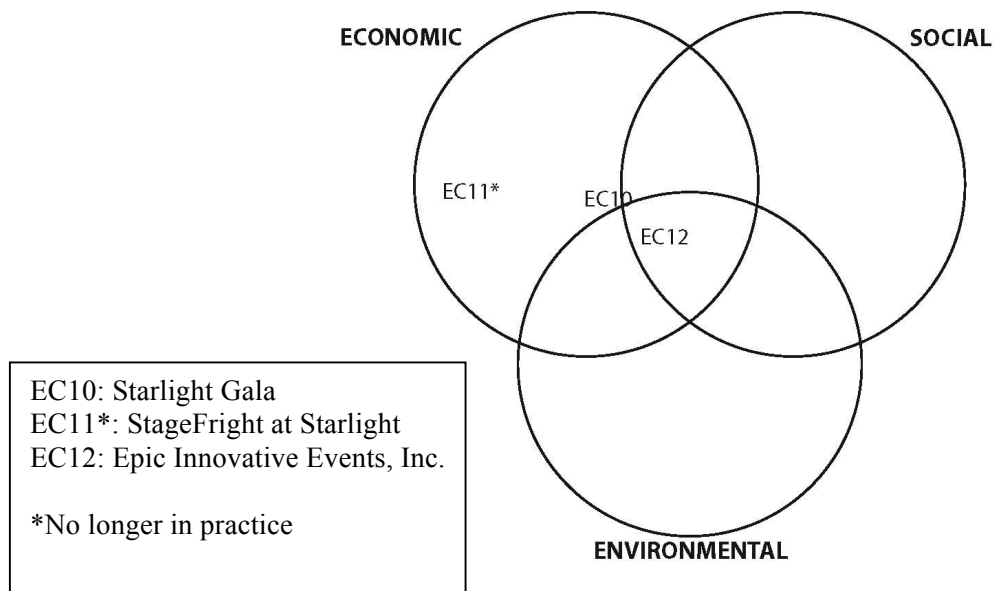 ECONOMIC
SOCIAL
EC11*
EC10
EC12
EC10: Starlight Gala
EC11*: StageFright at Starlight
EC12: Epic Innovative Events, Inc.
*No longer in practice
ENVIRONMENTAL